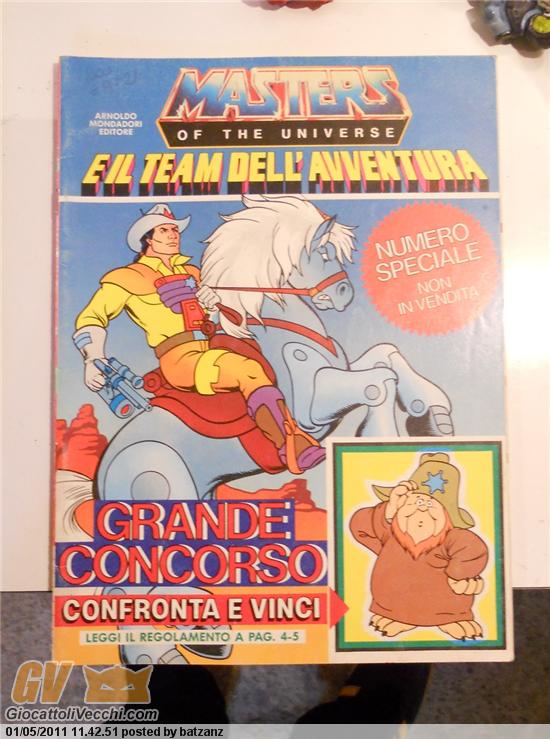 MASTERS
OF THE UNIVERSE
ARNOLDO
MONDADORI
EDITORE
E IL TEAM DELL'AVVENTURA
NUMERO
SPECIALE
NON
IN VENDITA
GRANDE
CONCORSO
CONFRONTA E VINCI
LEGGI IL REGOLAMENTO A PAG. 4-5
GV
GiocattoliVecchi.com®
01/05/2011 11.42.51 posted by batzanz